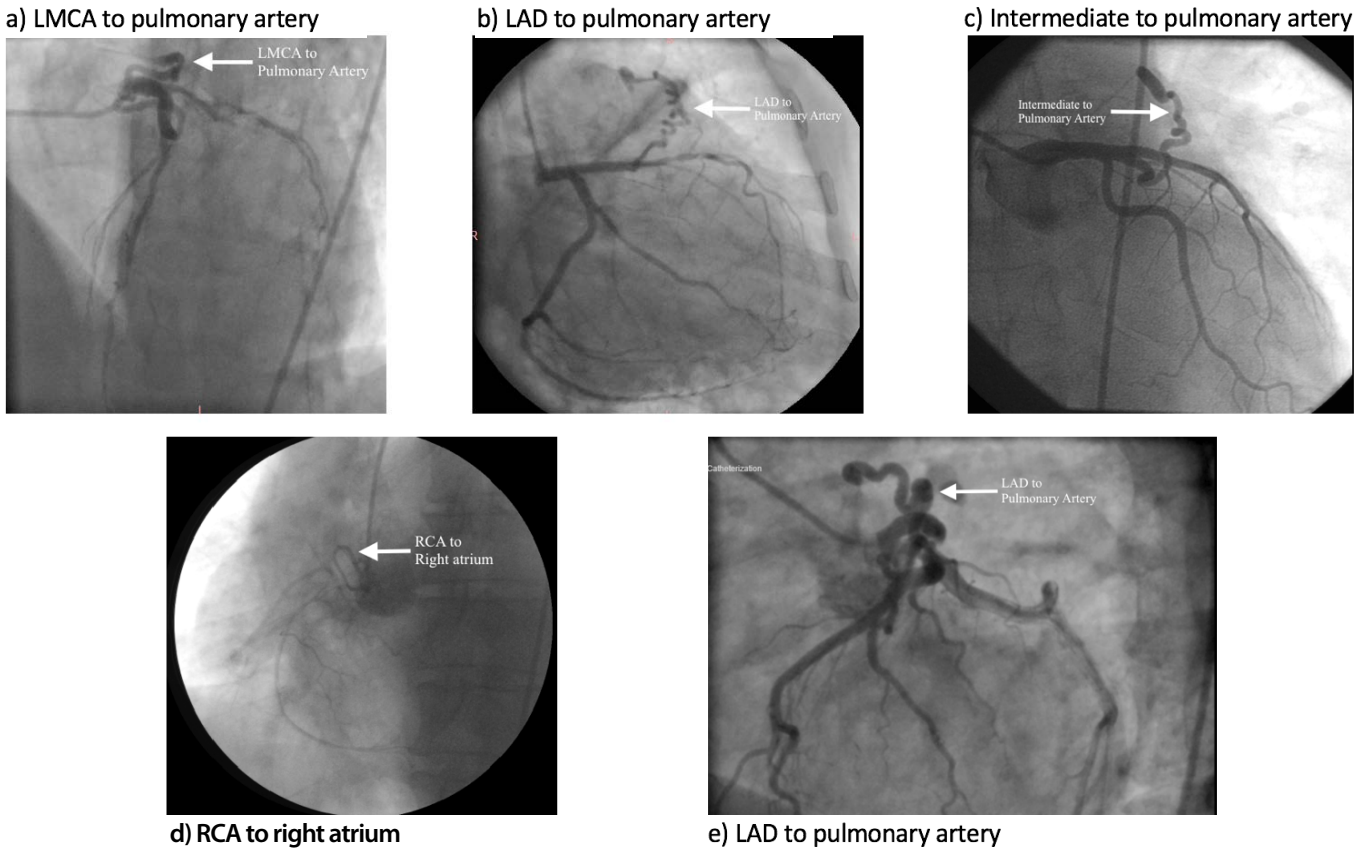 a) LMCA to pulmonary artery
LMCA to
Pulmonary Artery
b) LAD to pulmonary artery
LAD to
Pulmonary Artery
R
c) Intermediate to pulmonary artery
Intermediate to
Pulmonary Artery
RCA to
Right atrium
d) RCA to right atrium
Catheterization
LAD to
Pulmonary Artery
e) LAD to pulmonary artery